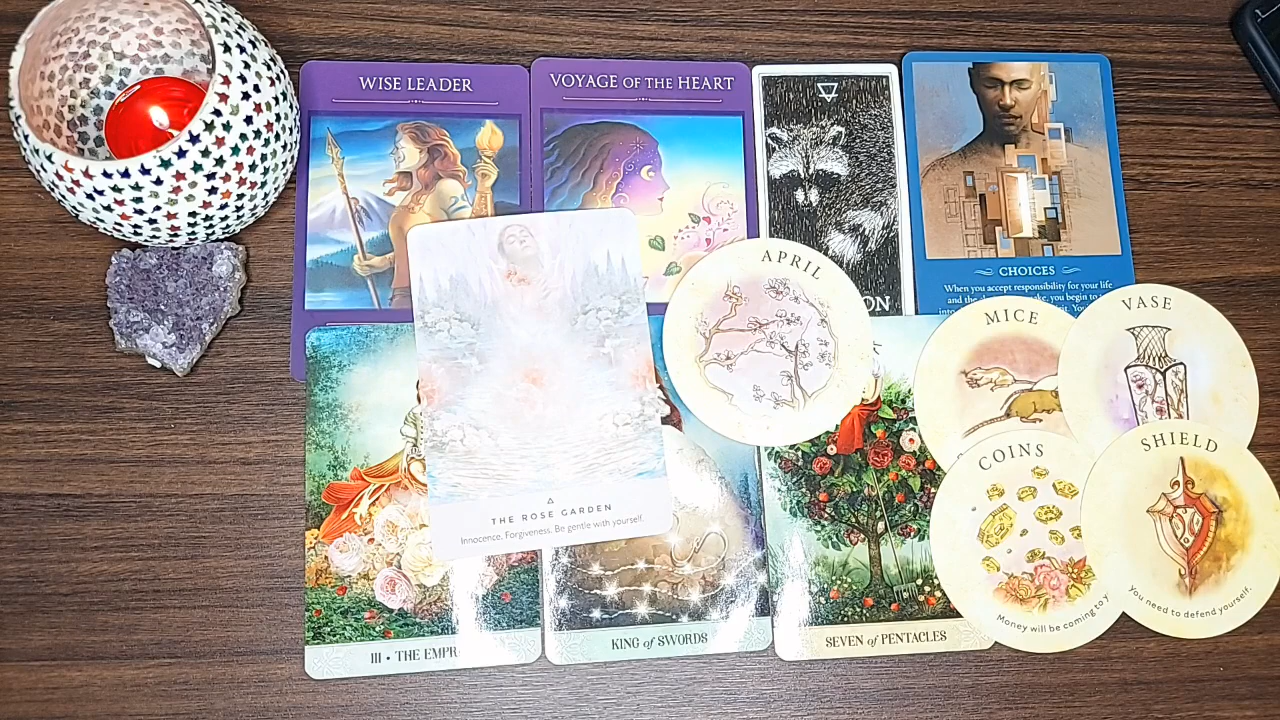 WISE LEADER
VOYAGE OF THE HEART
CHOICES
When you accept responsibility for your life
and the
APRIL
MICE
VASE
COINS
Money will be coming to y
SHIELD
You need to defend yourself.
THE ROSE GARDEN
Innocence. Forgiveness. Be gentle with yourself.
III • THE EMPR
KING of SWORDS
SEVEN of PENTACLES
ON